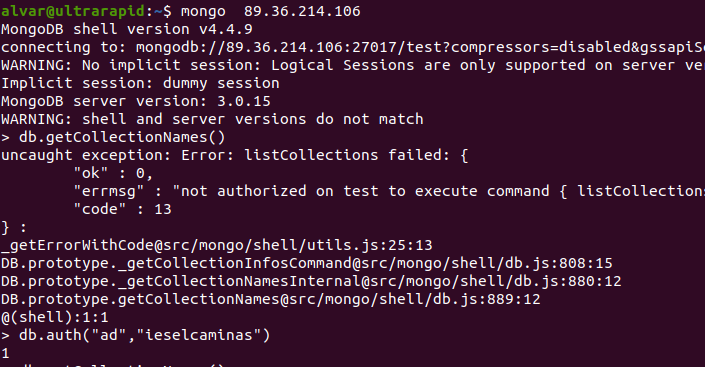 alvar@ultrarapid:~$ mongo  89.36.214.106
MongoDB shell version v4.4.9
connecting to: mongodb://89.36.214.106:27017/test?compressors=disabled&gssapiSe
WARNING: No implicit session: Logical Sessions are only supported on server ver
Implicit session: dummy session
MongoDB server version: 3.0.15
WARNING: shell and server versions do not match
> db.getCollectionNames()
uncaught exception: Error: listCollections failed: {
        "ok" : 0,
        "errmsg" : "not authorized on test to execute command { listCollections
        "code" : 13
} :
_getErrorWithCode@src/mongo/shell/utils.js:25:13
DB.prototype._getCollectionInfosCommand@src/mongo/shell/db.js:808:15
DB.prototype._getCollectionNamesInternal@src/mongo/shell/db.js:880:12
DB.prototype.getCollectionNames@src/mongo/shell/db.js:889:12
@(shell):1:1
> db.auth("ad","ieselcaminas")
1